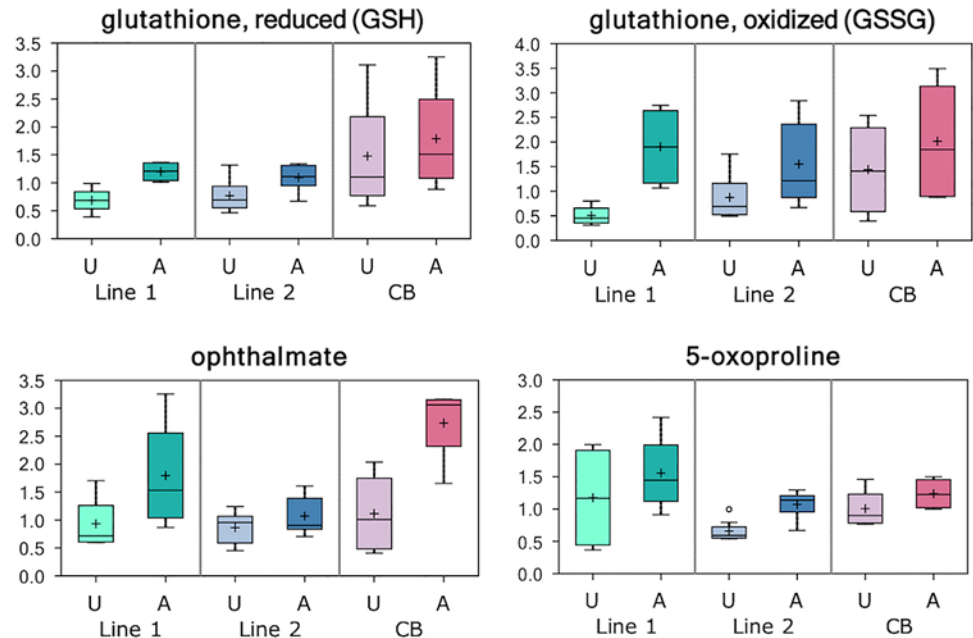 glutathione, reduced (GSH)
3.5
3.0
2.5
2.0
1.5
1.0
0.5
0.0
U A U A U A
Line 1 Line 2 CB
glutathione, oxidized (GSSG)
4.0
3.5
3.0
2.5
2.0
1.5
1.0
0.5
0.0
U A U A U A
Line 1 Line 2 CB
ophthalmate
3.5
3.0
2.5
2.0
1.5
1.0
0.5
0.0
U A U A U A
Line 1 Line 2 CB
5-oxoproline
3.0
2.5
2.0
1.5
1.0
0.5
0.0
U A U A U A
Line 1 Line 2 CB